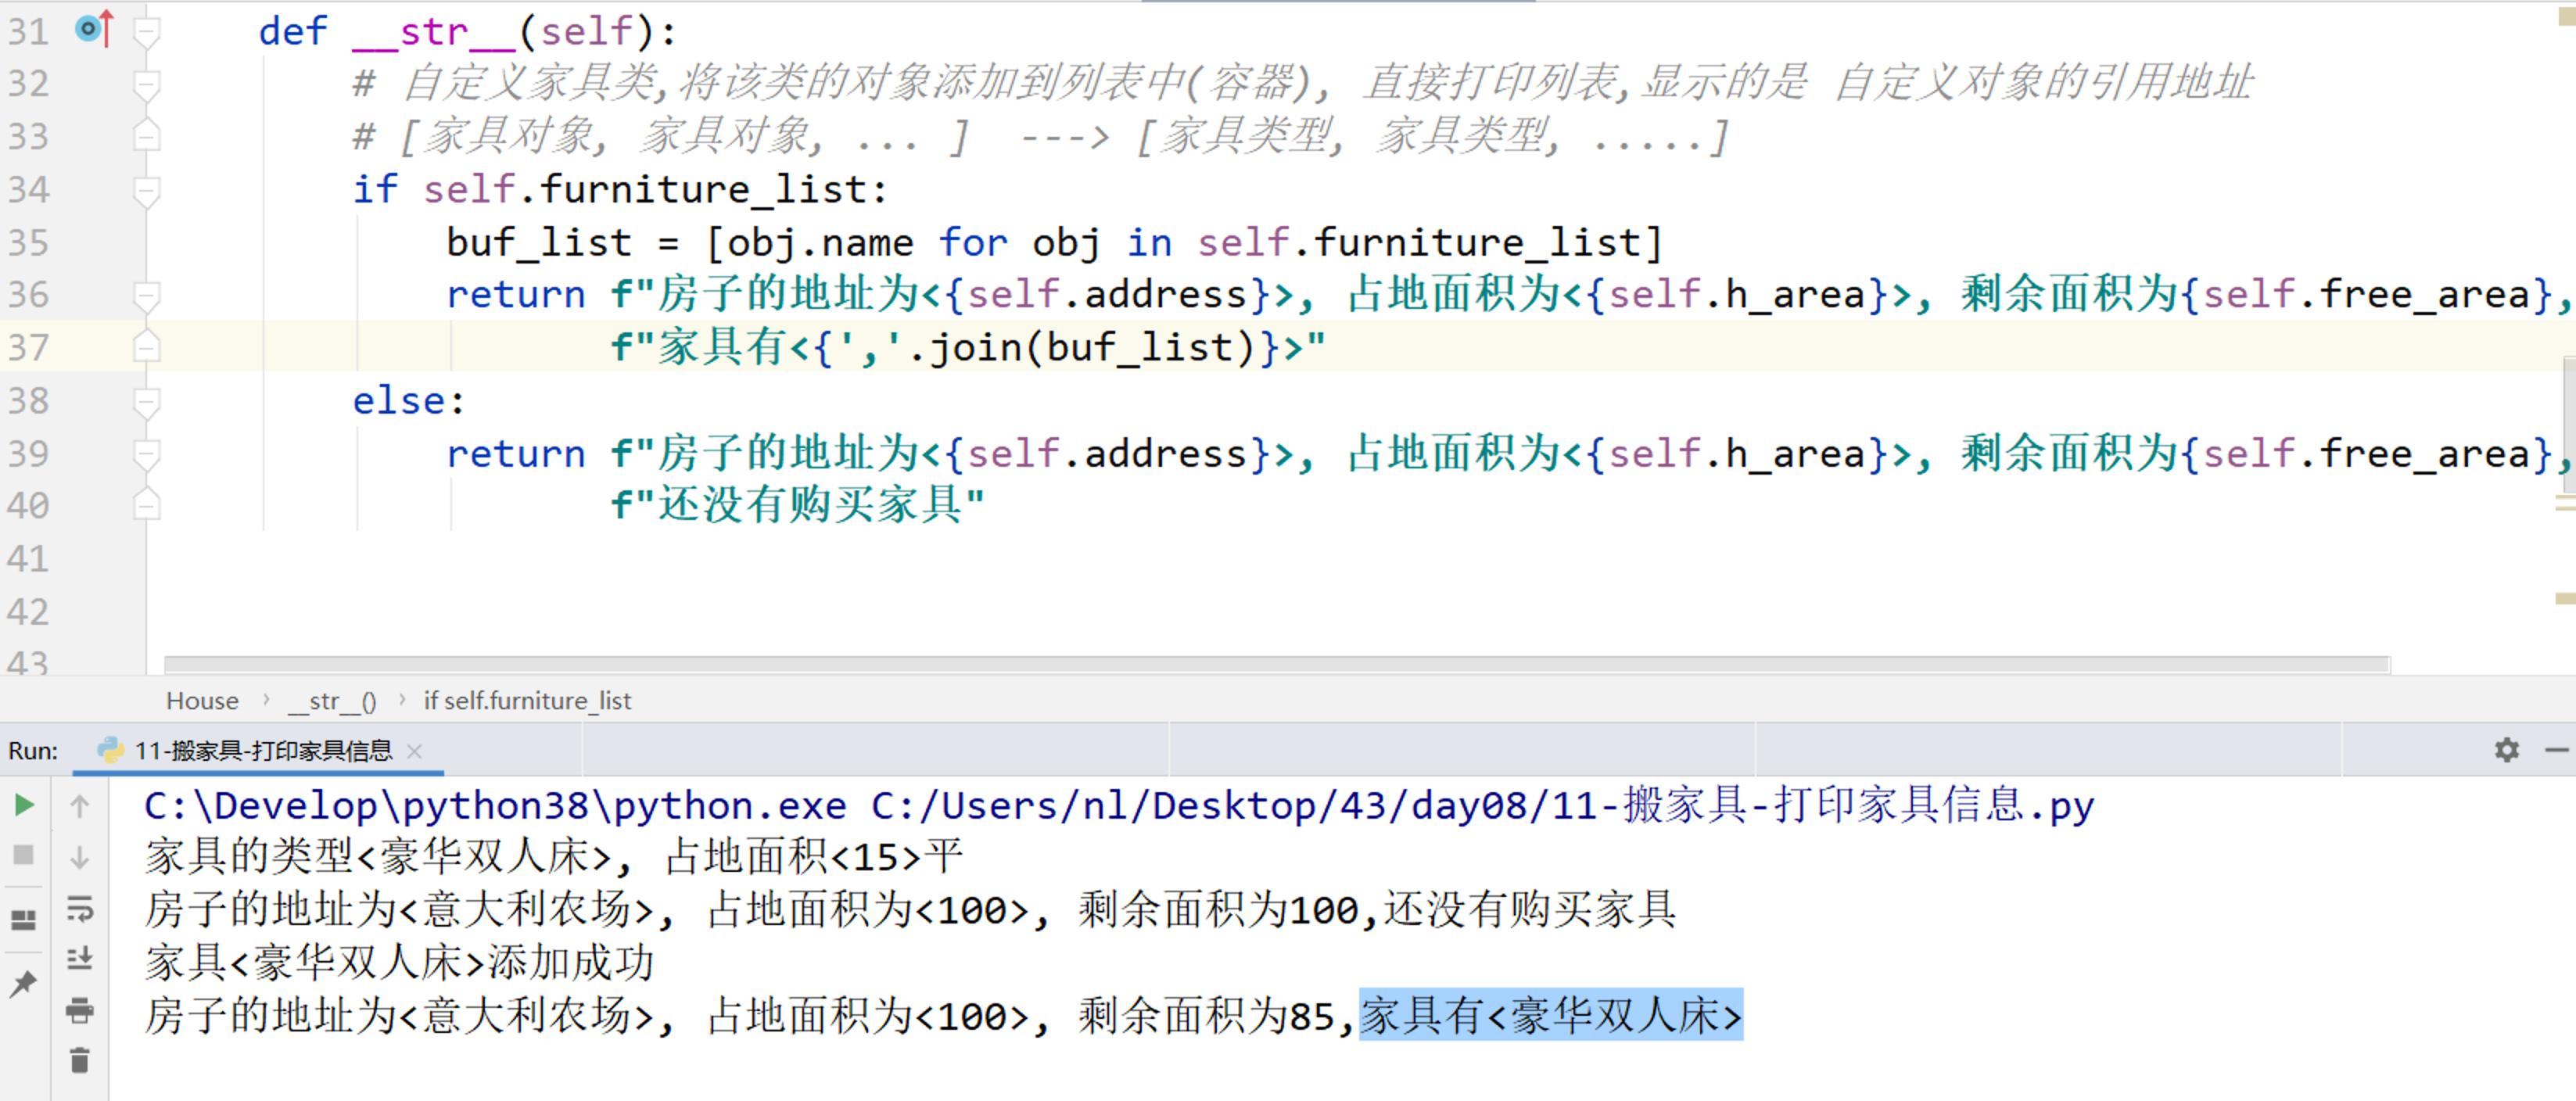 31 def __str__(self):
32 # 自定义家具类,将该类的对象添加到列表中(容器), 直接打印列表,显示的是 自定义对象的引用地址
33 # [家具对象, 家具对象, ... ] ---> [家具类型, 家具类型, .....]
34 if self.furniture_list:
35 buf_list = [obj.name for obj in self.furniture_list]
36 return f"房子的地址为<{self.address}>, 占地面积为<{self.h_area}>, 剩余面积为{self.free_area},
37 f"家具有<{','.join(buf_list)}>"
38 else:
39 return f"房子的地址为<{self.address}>, 占地面积为<{self.h_area}>, 剩余面积为{self.free_area},
40 f"还没有购买家具"
41
42
43
House › __str__() › if self.furniture_list
Run: 11-搬家具-打印家具信息 ×
C:\Develop\python38\python.exe C:/Users/nl/Desktop/43/day08/11-搬家具-打印家具信息.py
家具的类型<豪华双人床>, 占地面积<15>平
房子的地址为<意大利农场>, 占地面积为<100>, 剩余面积为100,还没有购买家具
家具<豪华双人床>添加成功
房子的地址为<意大利农场>, 占地面积为<100>, 剩余面积为85,家具有<豪华双人床>